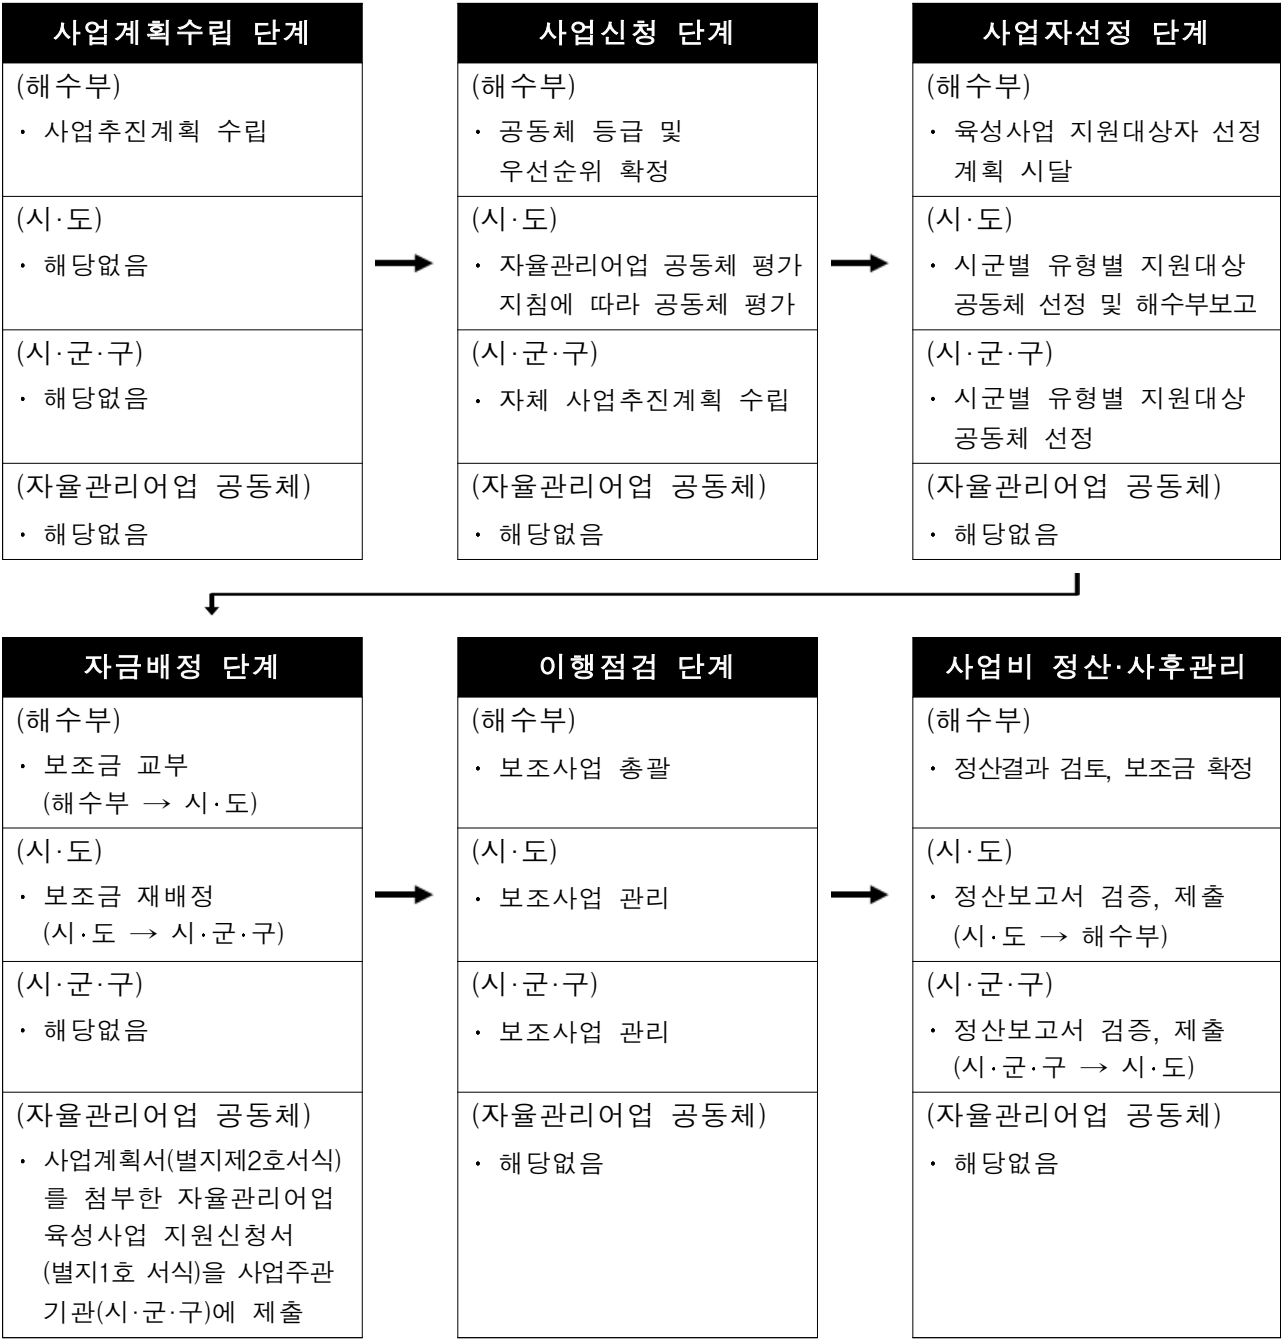 사업계획수립 단계
(해수부)
· 사업추진계획 수립
(시·도)
· 해당없음
(시·군·구)
· 해당없음
(자율관리어업 공동체)
· 해당없음
사업신청 단계
(해수부)
· 공동체 등급 및
우선순위 확정
(시·도)
· 자율관리어업 공동체 평가
지침에 따라 공동체 평가
(시·군·구)
· 자체 사업추진계획 수립
(자율관리어업 공동체)
· 해당없음
사업자선정 단계
(해수부)
· 육성사업 지원대상자 선정
계획 시달
(시·도)
· 시군별 유형별 지원대상
공동체 선정 및 해수부보고
(시·군·구)
· 시군별 유형별 지원대상
공동체 선정
(자율관리어업 공동체)
· 해당없음
자금배정 단계
(해수부)
· 보조금 교부
(해수부 → 시·도)
(시·도)
· 보조금 재배정
(시·도 → 시·군·구)
(시·군·구)
· 해당없음
(자율관리어업 공동체)
· 사업계획서(별지제2호서식)
를 첨부한 자율관리어업
육성사업 지원신청서
(별지1호 서식)을 사업주관
기관(시·군·구)에 제출
이행점검 단계
(해수부)
· 보조사업 총괄
(시·도)
· 보조사업 관리
(시·군·구)
· 보조사업 관리
(자율관리어업 공동체)
· 해당없음
사업비 정산·사후관리
(해수부)
· 정산결과 검토, 보조금 확정
(시·도)
· 정산보고서 검증, 제출
(시·도 → 해수부)
(시·군·구)
· 정산보고서 검증, 제출
(시·군·구 → 시·도)
(자율관리어업 공동체)
· 해당없음